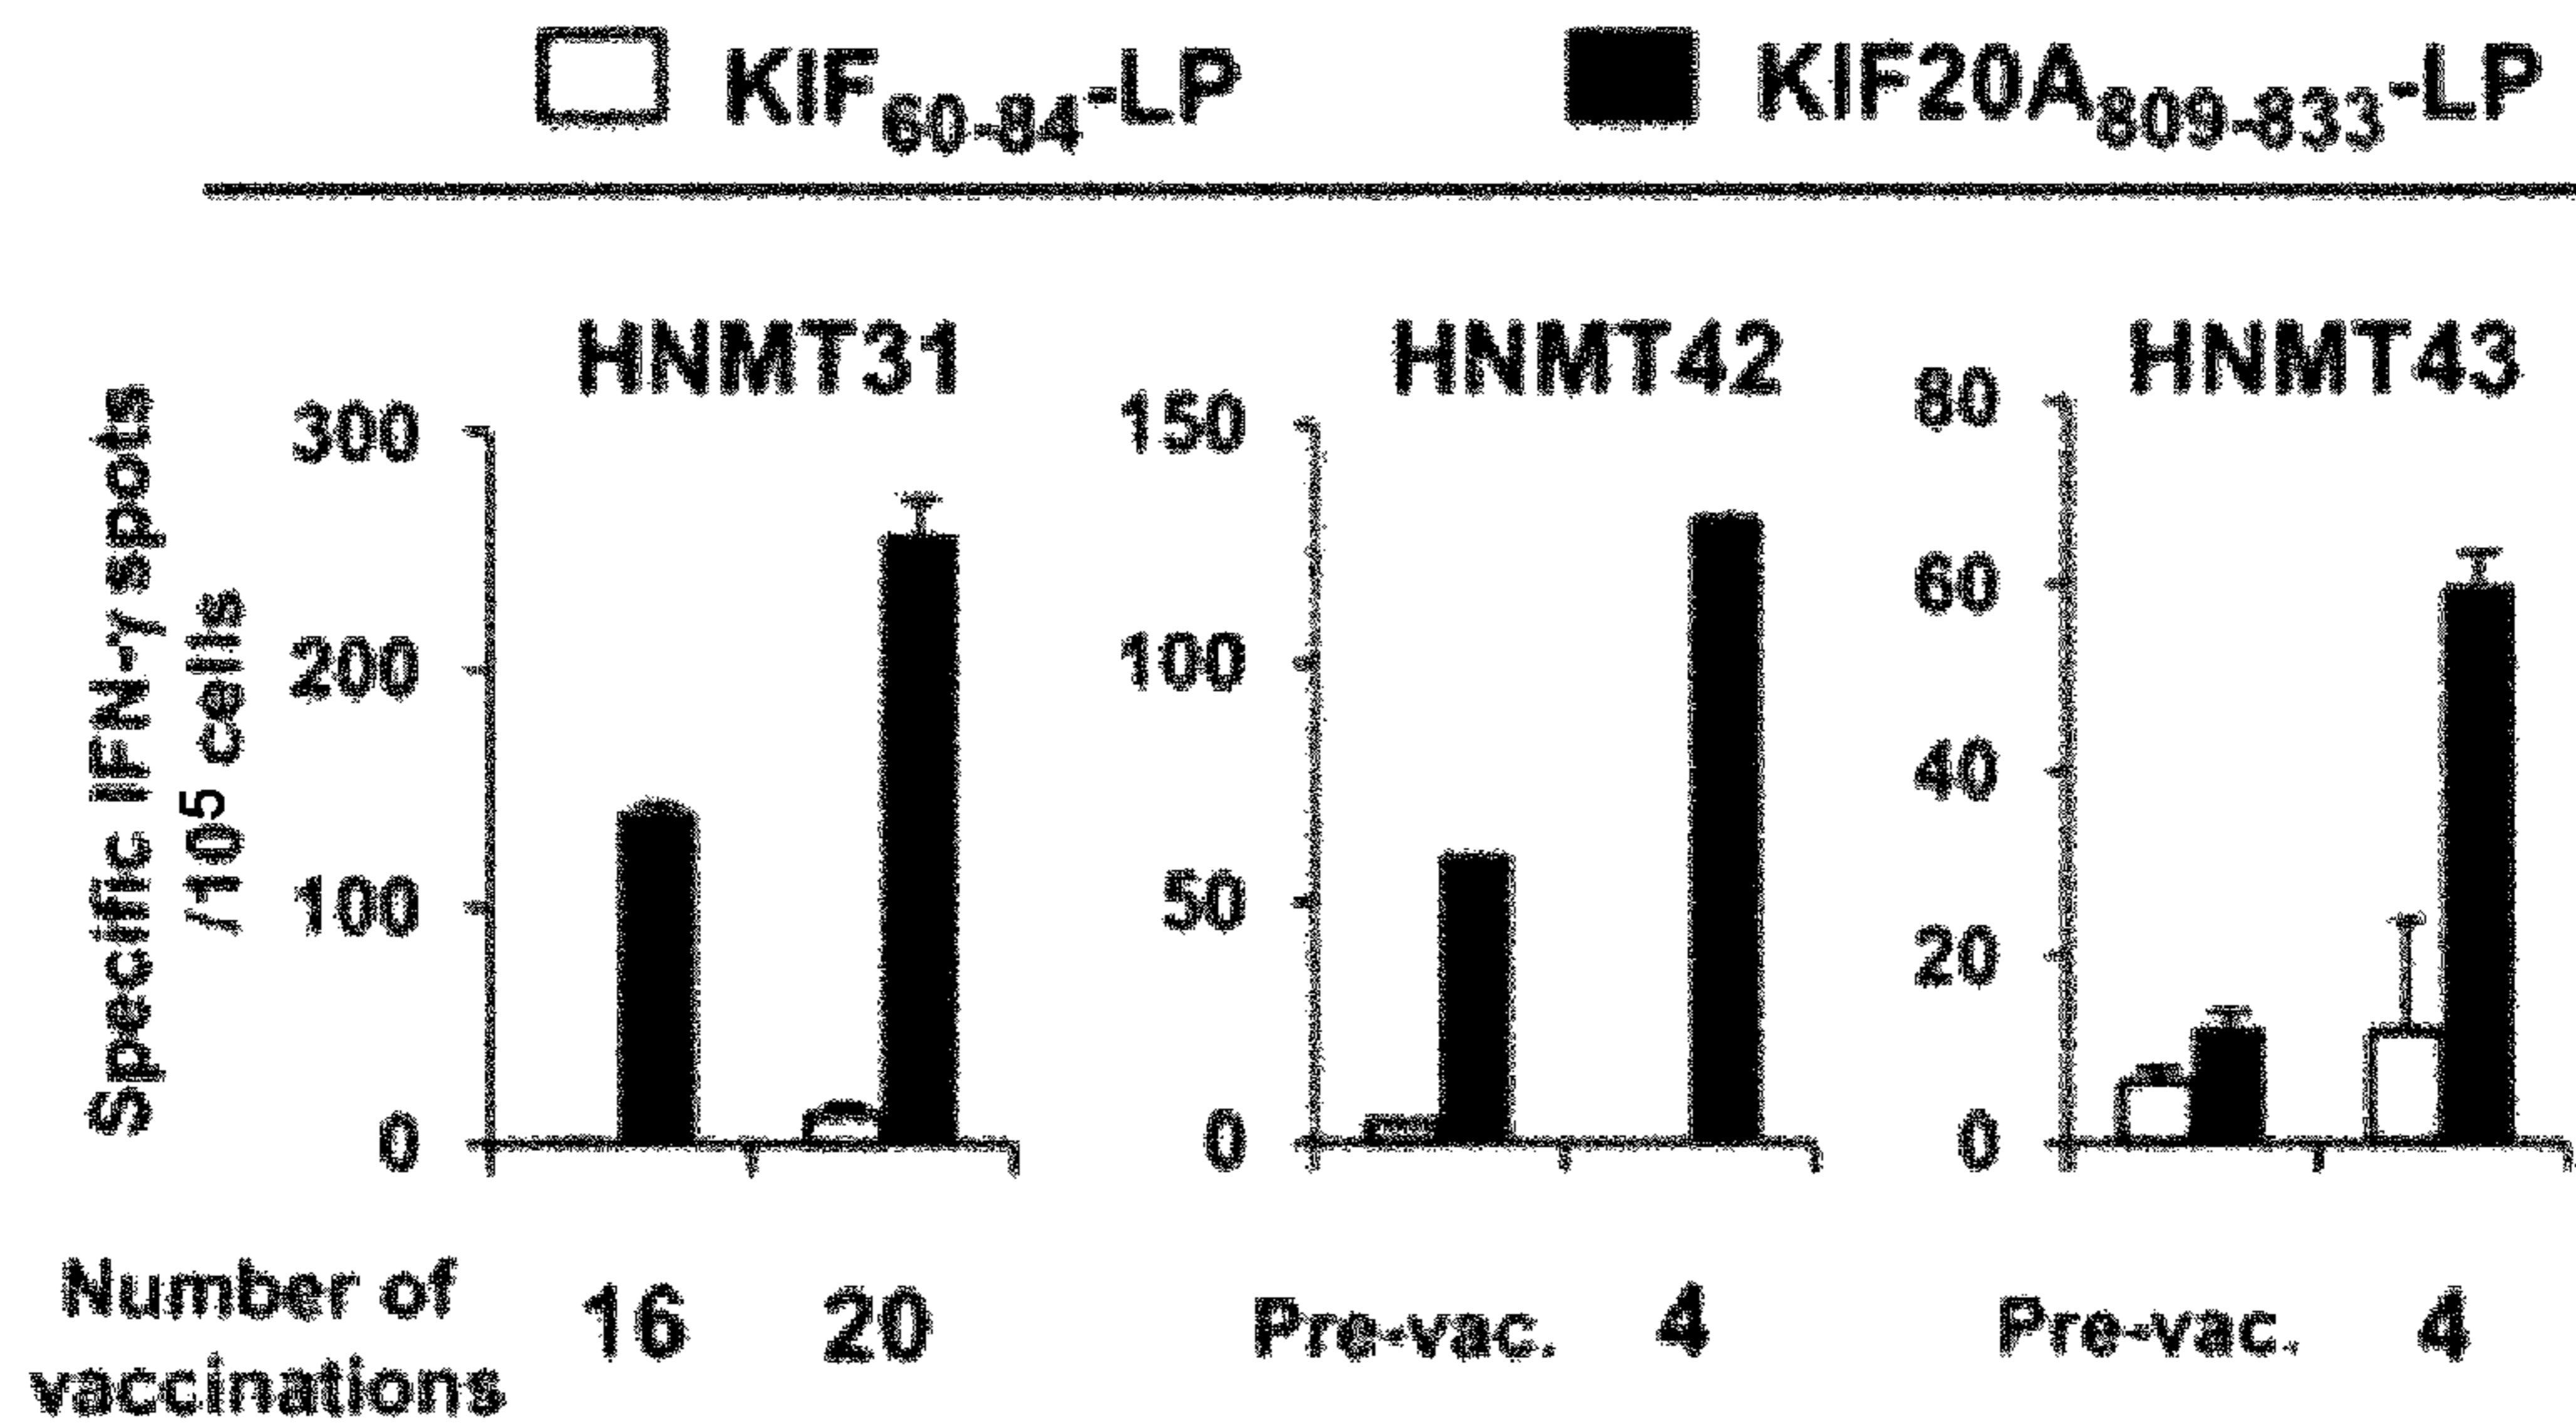 KIF60-84-LP KIF20A809-833-LP
HNMT31 HNMT42 HNMT43
Specific IFN-γ spots
/10⁵ cells
300
200
100
0
150
100
50
0
80
60
40
20
0
Number of
vaccinations
16 20 Pre-vac. 4 Pre-vac. 4